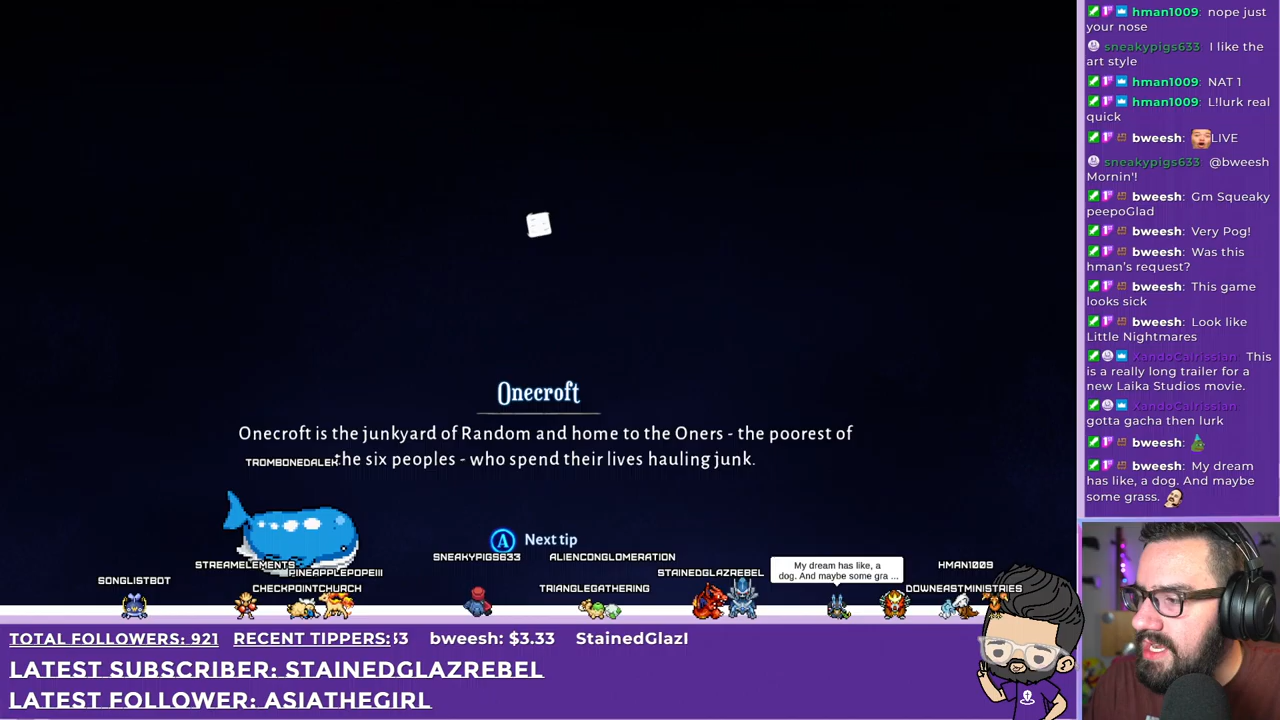 hman1009: nope just
your nose
sneakypigs633 I like the
art style
hman1009: NAT 1
hman1009: L!lurk real
quick
bweesh: LIVE
sneakypigs633 @bweesh
Mornin'!
bweesh: Gm Squeaky
peepoGlad
bweesh: Very Pog!
bweesh: Was this
hman's request?
bweesh: This game
looks sick
bweesh: Look like
Little Nightmares
XandoCalrissian This
is a really long trailer for a
new Laika Studios movie.
XandoCalrissian
gotta gacha then lurk
bweesh:
bweesh: My dream
has like, a dog. And maybe
some grass.
Onecroft
Onecroft is the junkyard of Random and home to the Oners - the poorest of
the six peoples - who spend their lives hauling junk.
A Next tip
TROMBONEDALEK
STREAMELEMENTS
PINEAPPLEPOPEIII
SONGLISTBOT
CHECKPOINTCHURCH
SNEAKYPIGS633
ALIENCONGLOMERATION
TRIANGLEGATHERING
STAINEDGLAZREBEL
My dream has like, a
dog. And maybe some gra ...
HMAN1009
DOWNEASTMINISTRIES
TOTAL FOLLOWERS: 921 RECENT TIPPERS: 13 bweesh: $3.33 StainedGlazI
LATEST SUBSCRIBER: STAINEDGLAZREBEL
LATEST FOLLOWER: ASIATHEGIRL